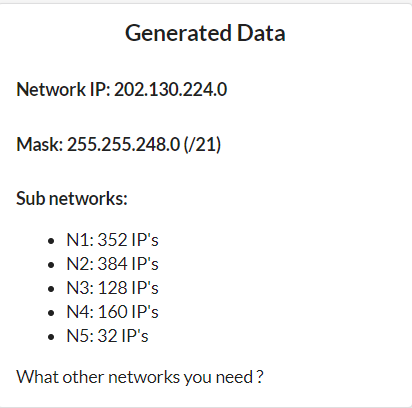 Generated Data
Network IP: 202.130.224.0
Mask: 255.255.248.0 (/21)
Sub networks:
• N1: 352 IP's
• N2: 384 IP's
• N3: 128 IP's
• N4: 160 IP's
• N5: 32 IP's
What other networks you need ?